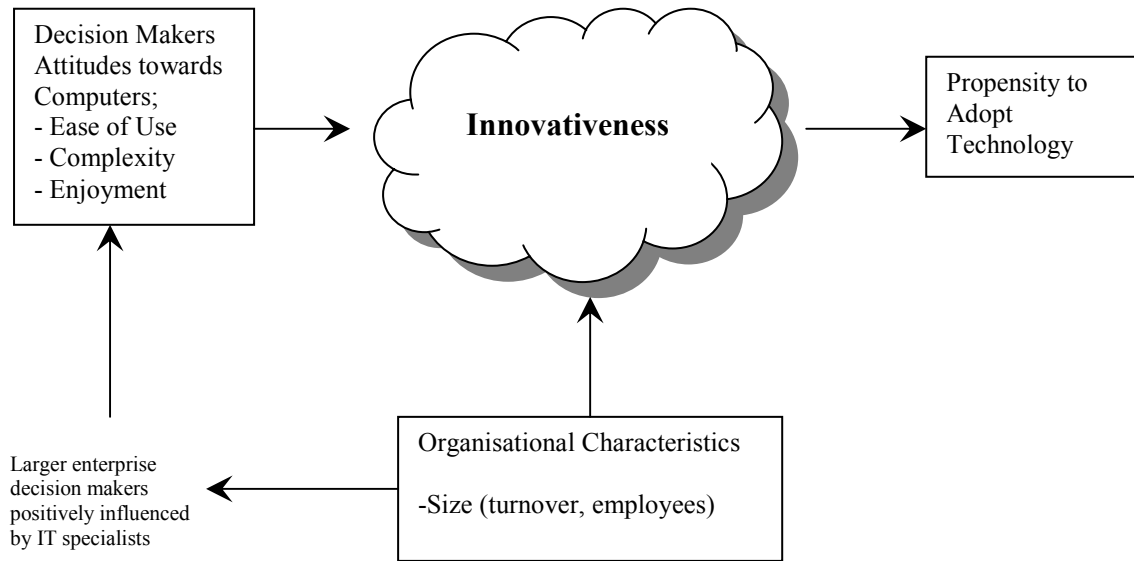 Decision Makers
Attitudes towards
Computers;
- Ease of Use
- Complexity
- Enjoyment
Innovativeness
Propensity to
Adopt
Technology
Larger enterprise
decision makers
positively influenced
by IT specialists
Organisational Characteristics
-Size (turnover, employees)